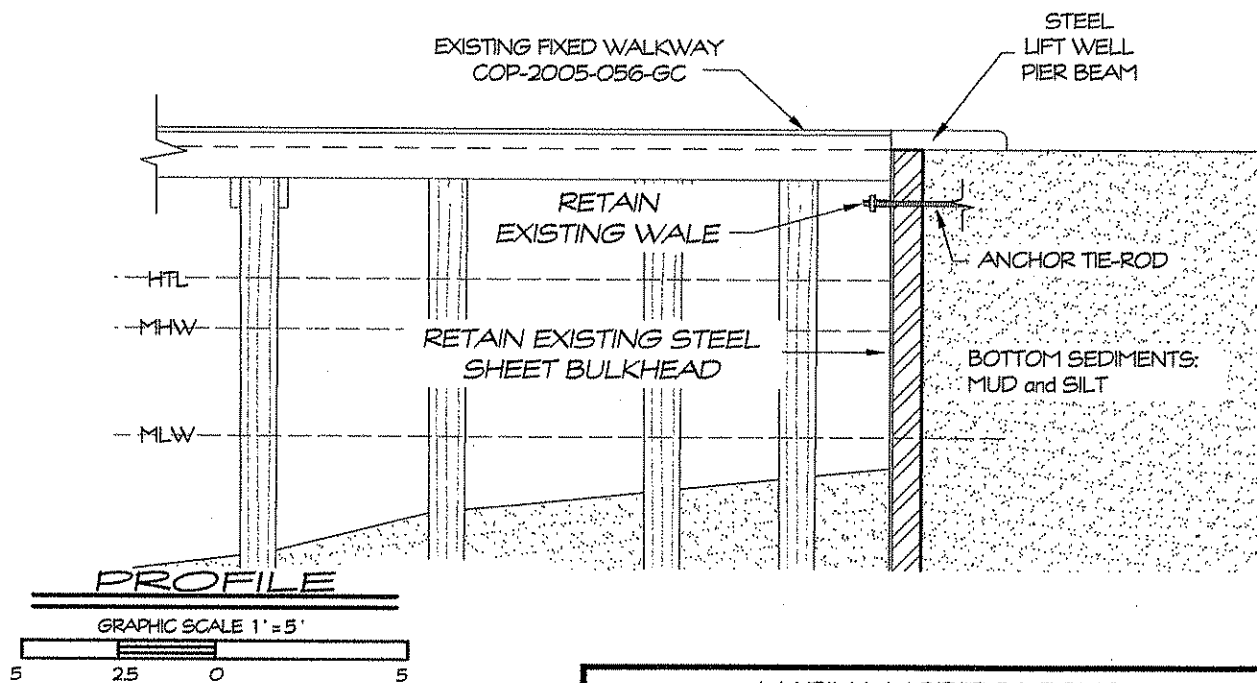 EXISTING FIXED WALKWAY
COP-2005-056-GC
STEEL
LIFT WELL
PIER BEAM
RETAIN
EXISTING WALE
ANCHOR TIE-ROD
HTL
MHW
RETAIN EXISTING STEEL
SHEET BULKHEAD
BOTTOM SEDIMENTS:
MUD and SILT
MLW
PROFILE
GRAPHIC SCALE 1'=5'
5 2.5 0 5